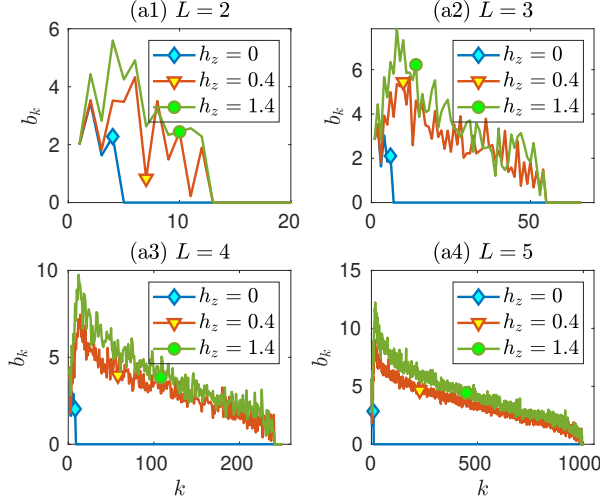 (a1) L = 2
(a2) L = 3
b_k
6
4
2
0
0
10
20
h_z = 0
h_z = 0.4
h_z = 1.4
b_k
6
4
2
0
0
50
h_z = 0
h_z = 0.4
h_z = 1.4
(a3) L = 4
(a4) L = 5
b_k
10
5
0
0
100
200
k
h_z = 0
h_z = 0.4
h_z = 1.4
b_k
15
10
5
0
0
500
1000
k
h_z = 0
h_z = 0.4
h_z = 1.4